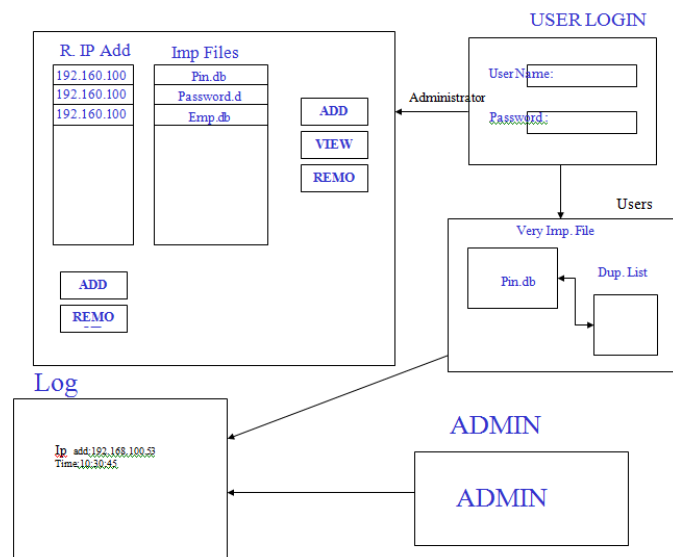 USER LOGIN
R. IP Add
Imp Files
192.160.100
192.160.100
192.160.100
Pin.db
Password.d
Emp.db
ADD
VIEW
REMO
ADD
REMO
Administrator
UserName:
Password :
Users
Very Imp. File
Pin.db
Dup. List
Log
Ip add:192.168.100.53
Time:10:30:45
ADMIN
ADMIN